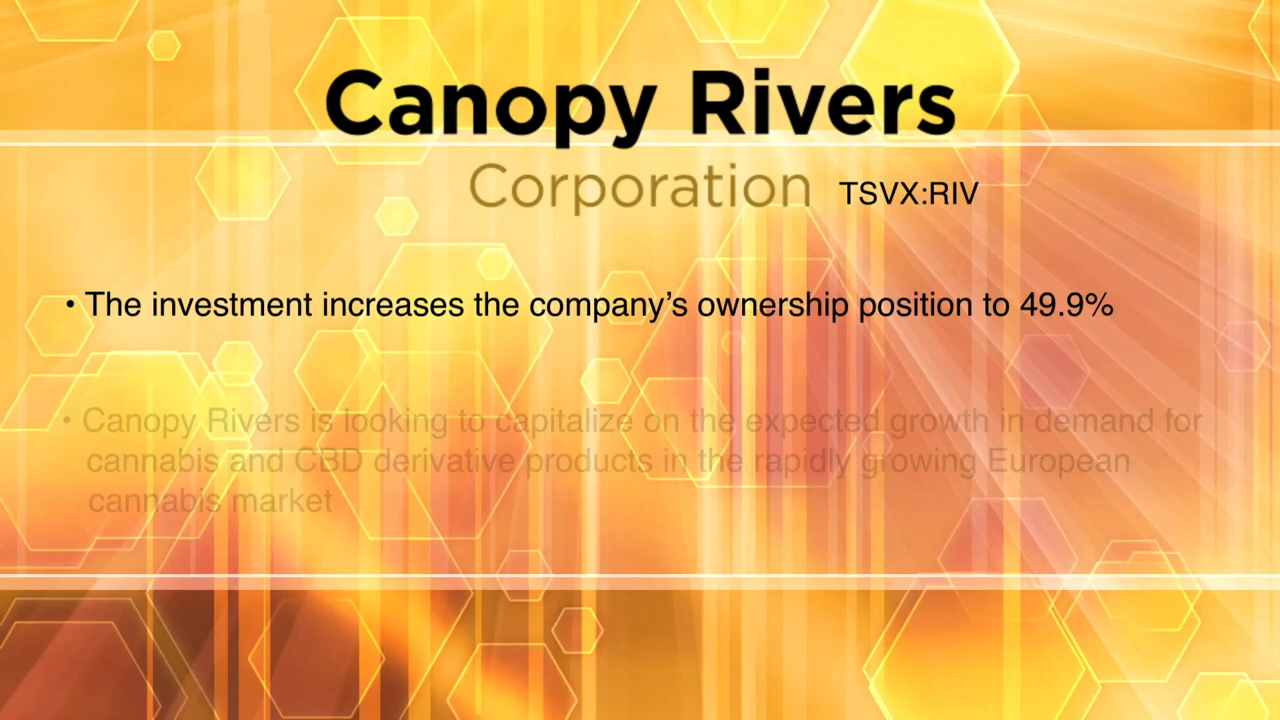 Canopy Rivers
Corporation TSVX:RIV
• The investment increases the company’s ownership position to 49.9%
• Canopy Rivers is looking to capitalize on the expected growth in demand for
cannabis and CBD derivative products in the rapidly growing European
cannabis market